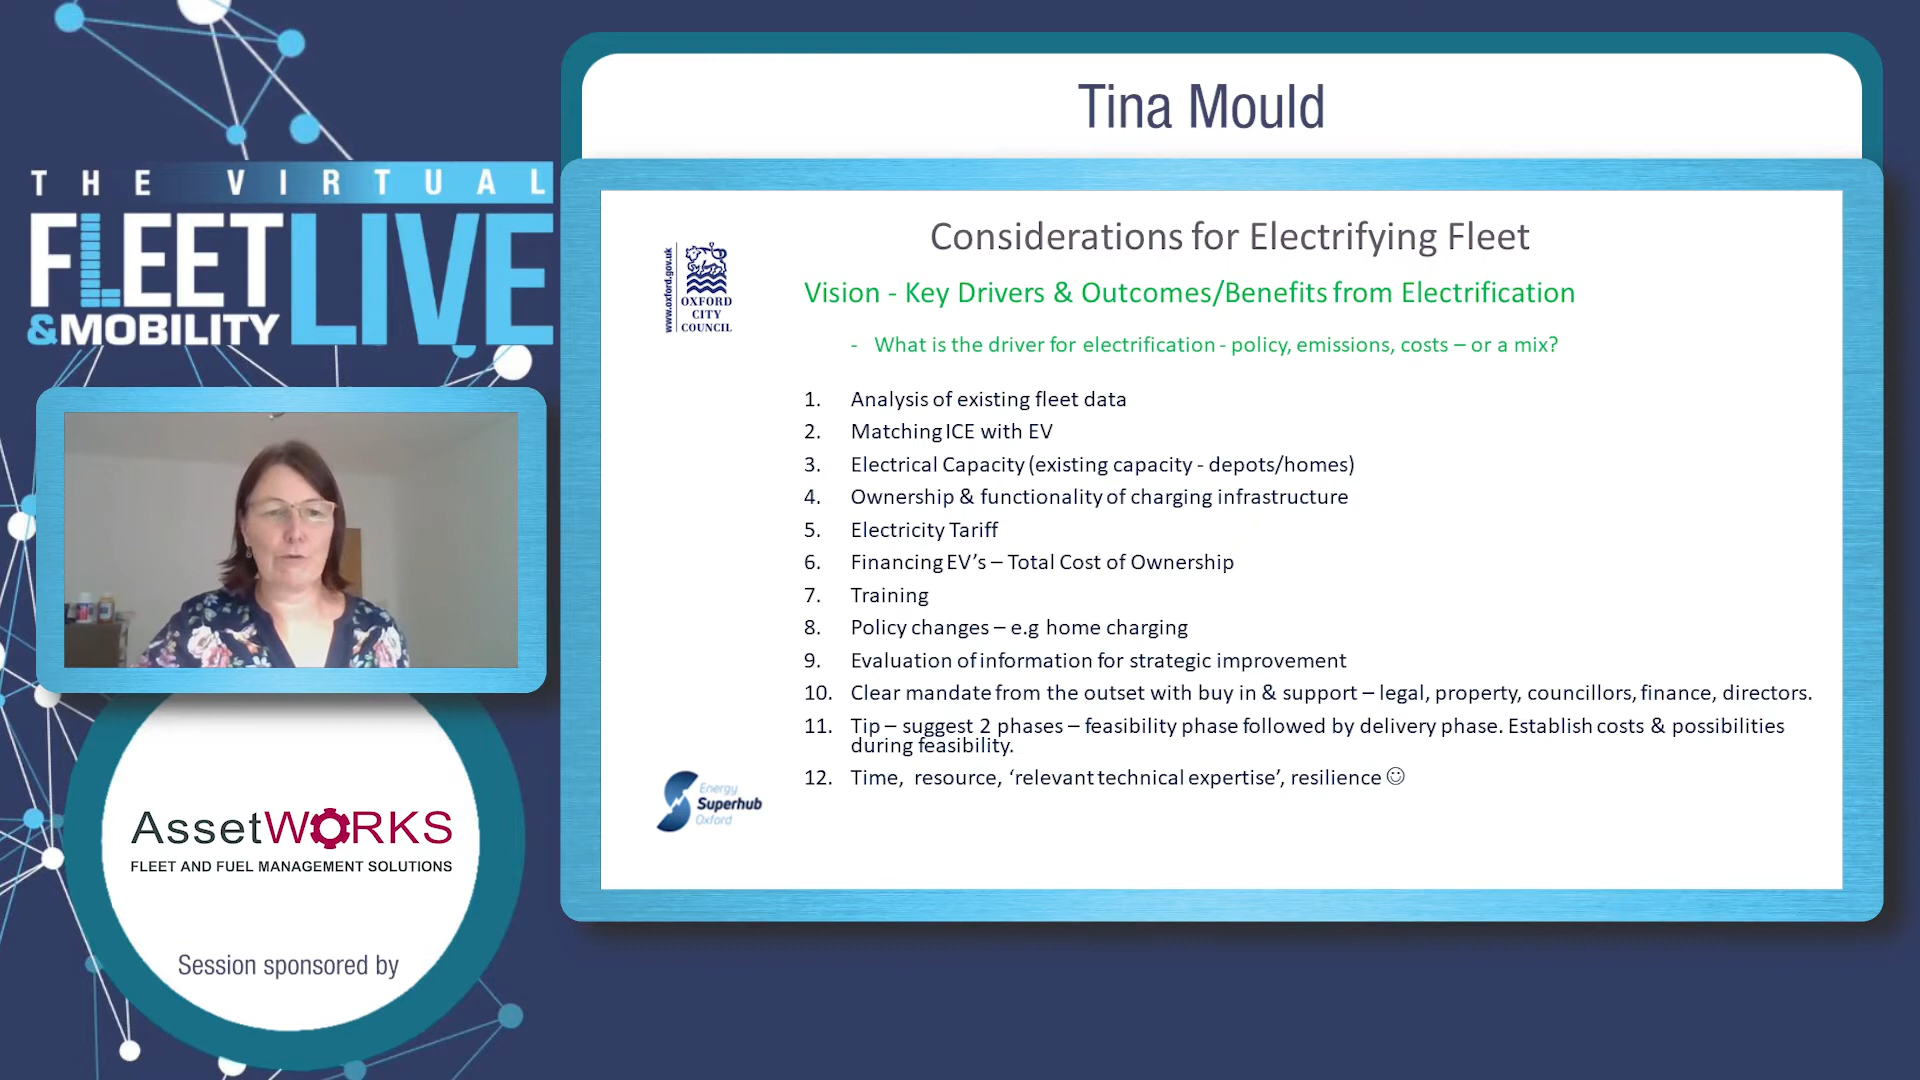 THE VIRTUAL
FLEET
&MOBILITY
LIVE
AssetWORKS
FLEET AND FUEL MANAGEMENT SOLUTIONS
Session sponsored by
Tina Mould
www.oxford.gov.uk
OXFORD
CITY
COUNCIL
Considerations for Electrifying Fleet
Vision - Key Drivers & Outcomes/Benefits from Electrification
- What is the driver for electrification - policy, emissions, costs – or a mix?
1. Analysis of existing fleet data
2. Matching ICE with EV
3. Electrical Capacity (existing capacity - depots/homes)
4. Ownership & functionality of charging infrastructure
5. Electricity Tariff
6. Financing EV’s – Total Cost of Ownership
7. Training
8. Policy changes – e.g home charging
9. Evaluation of information for strategic improvement
10. Clear mandate from the outset with buy in & support – legal, property, councillors, finance, directors.
11. Tip – suggest 2 phases – feasibility phase followed by delivery phase. Establish costs & possibilities
during feasibility.
12. Time, resource, ‘relevant technical expertise’, resilience ☺
Energy
Superhub
Oxford